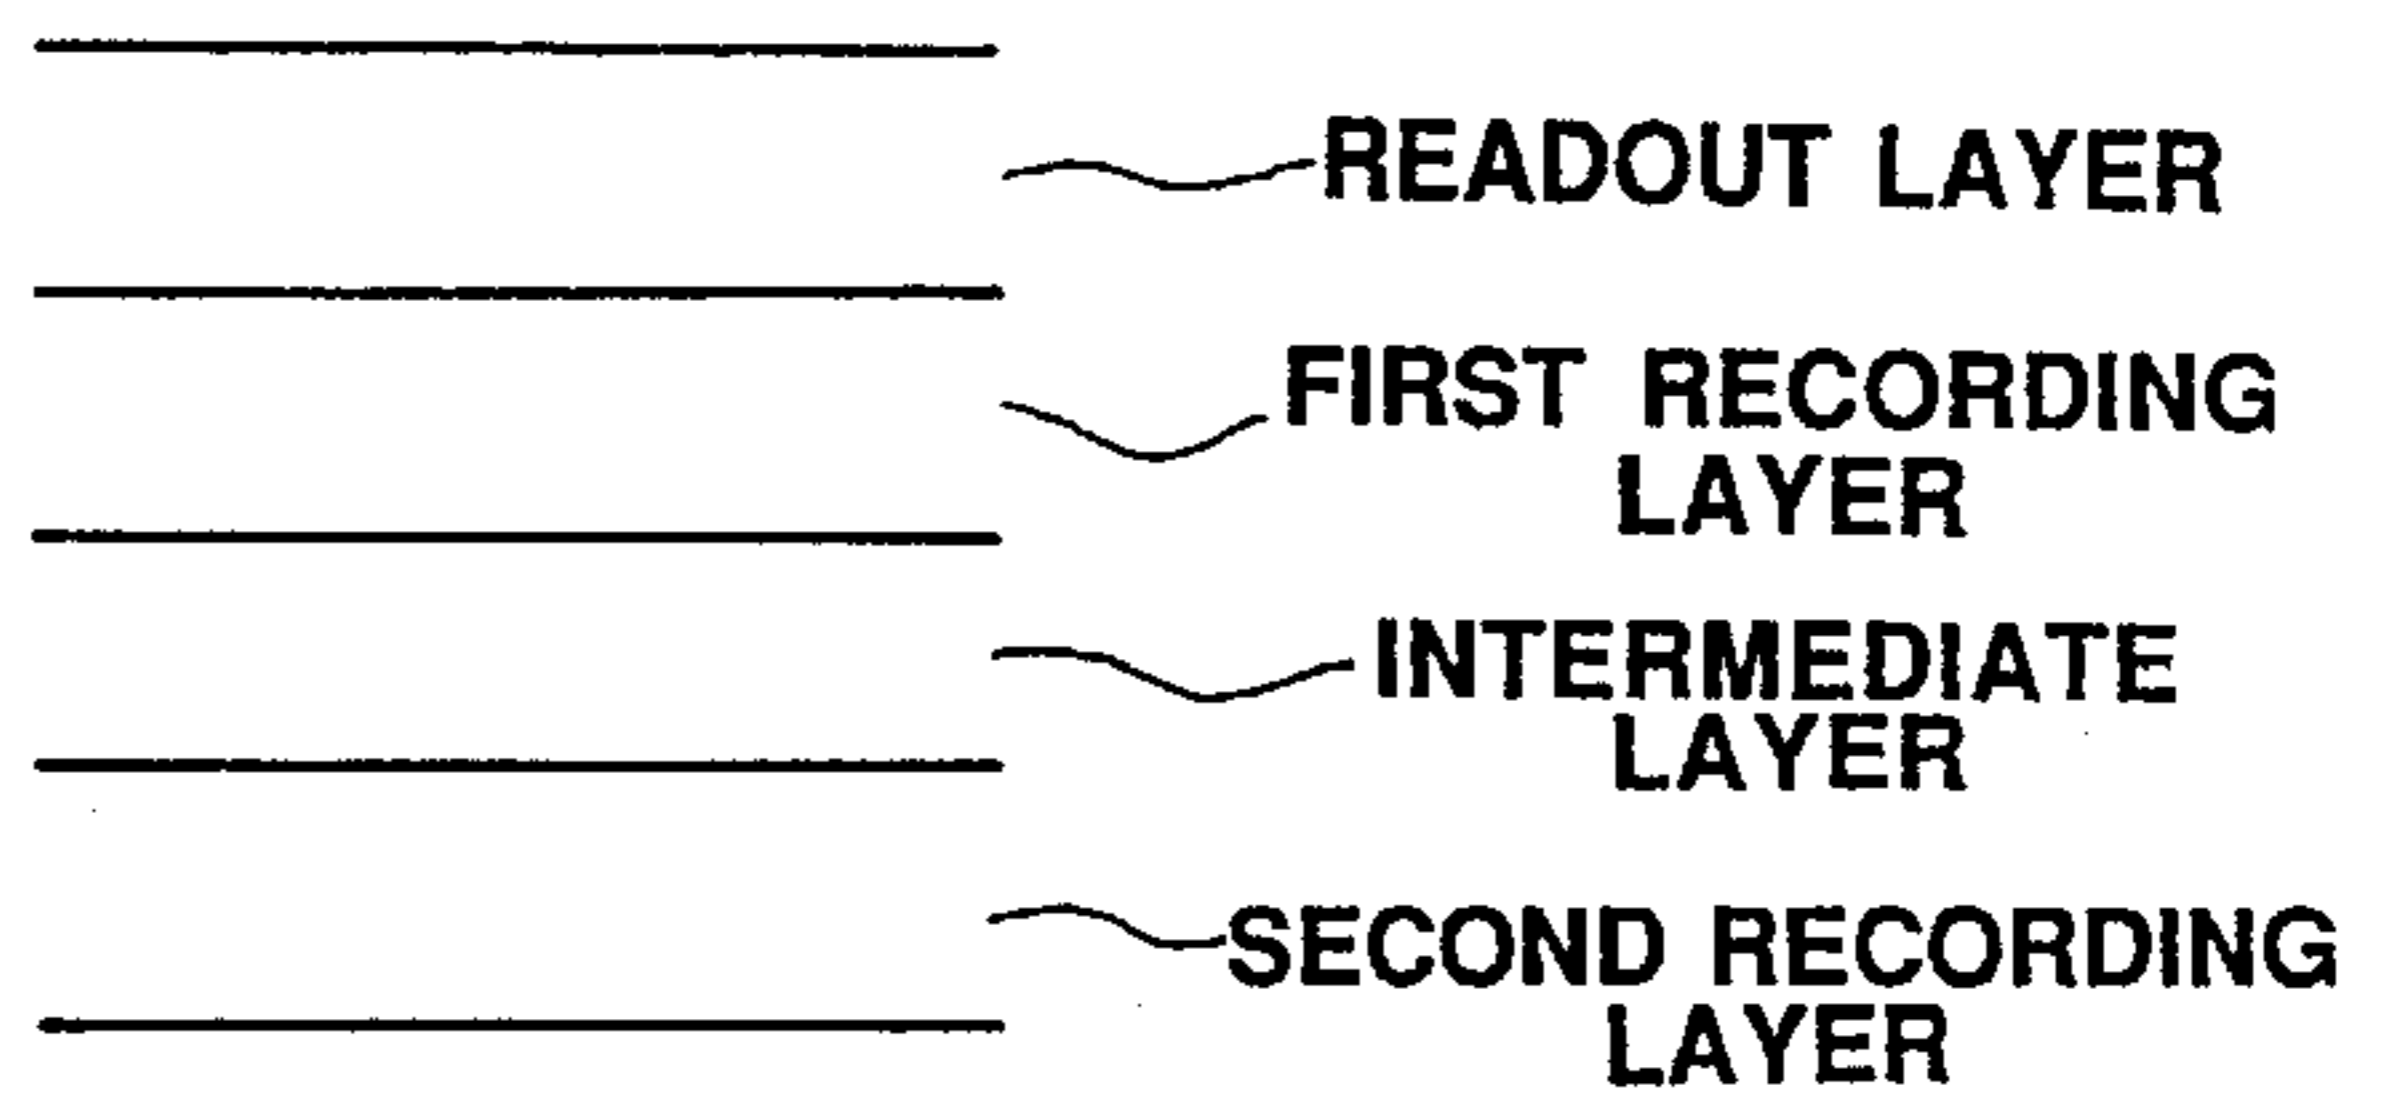 READOUT LAYER
FIRST RECORDING
LAYER
INTERMEDIATE
LAYER
SECOND RECORDING
LAYER